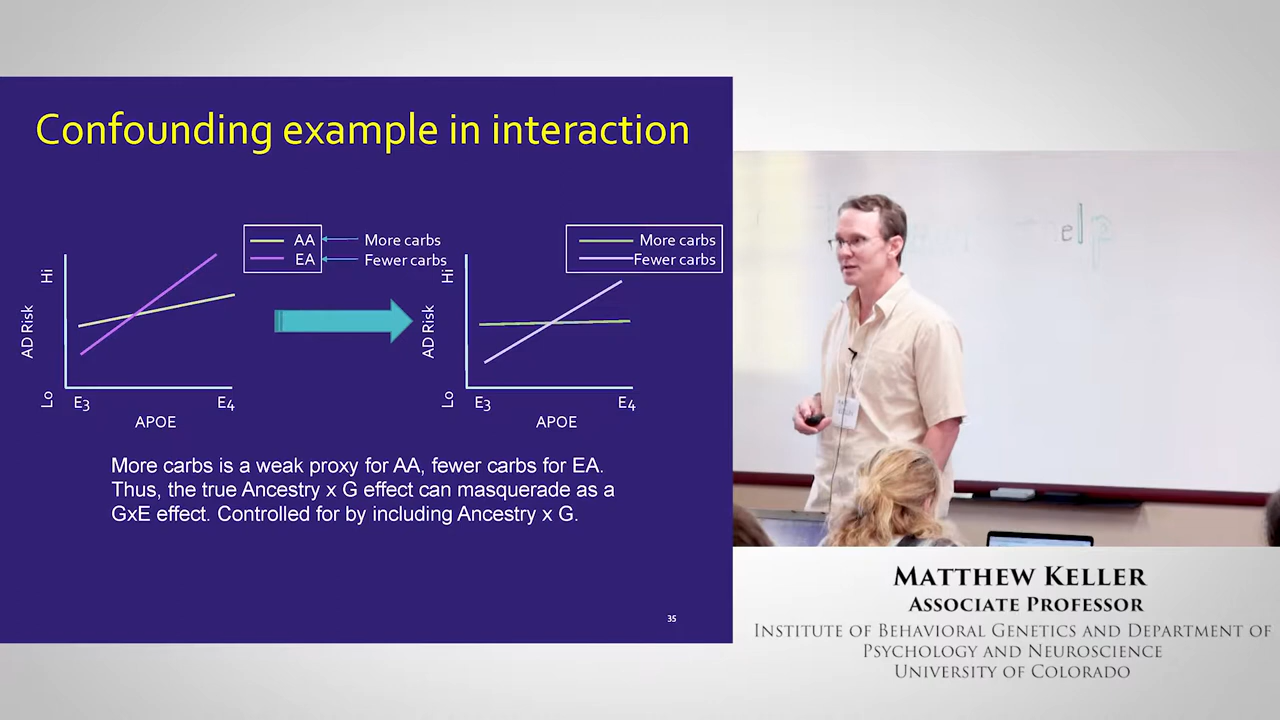 Confounding example in interaction
AA
More carbs
EA
Fewer carbs
Hi
AD Risk
Lo
E3
E4
APOE
More carbs
Fewer carbs
Hi
AD Risk
Lo
E3
E4
APOE
More carbs is a weak proxy for AA, fewer carbs for EA.
Thus, the true Ancestry x G effect can masquerade as a
GxE effect. Controlled for by including Ancestry x G.
35
help
MATTHEW KELLER
ASSOCIATE PROFESSOR
INSTITUTE OF BEHAVIORAL GENETICS AND DEPARTMENT OF
PSYCHOLOGY AND NEUROSCIENCE
UNIVERSITY OF COLORADO